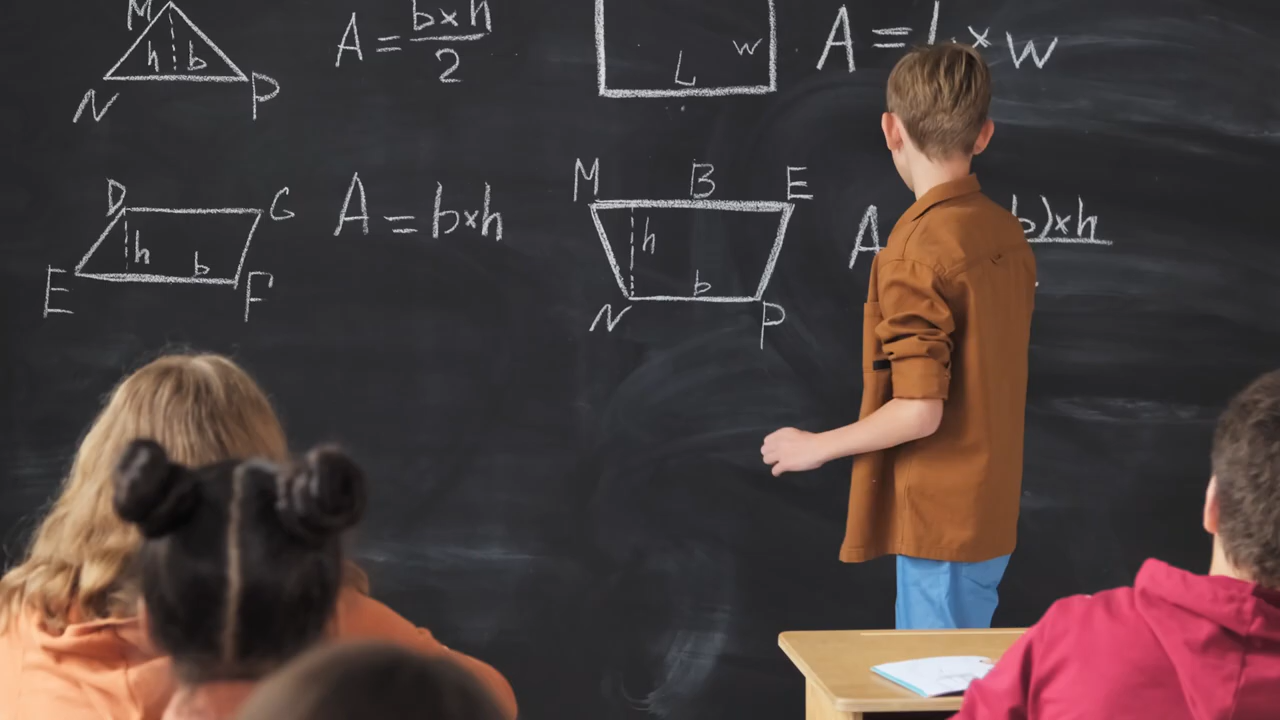 M
h b
N P
A = b×h
2
L w
A = L × w
D G
h b
E F
A = b×h
M B E
h b
N P
A b)×h